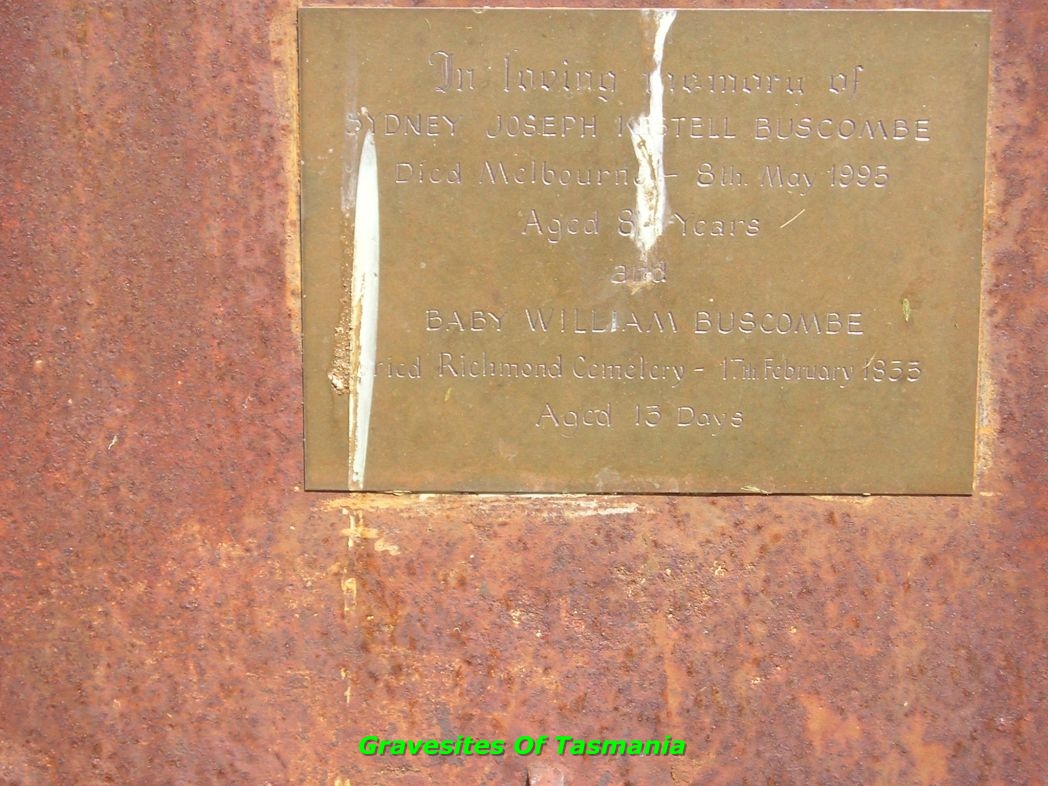 In loving memory of
SYDNEY JOSEPH BUSCOMBE
Died Melbourne - 8th. May 1995
Aged Years
and
BABY WILLIAM BUSCOMBE
Richmond Cemetery - 17th. February 1833
Aged 13 Days
Gravesites Of Tasmania